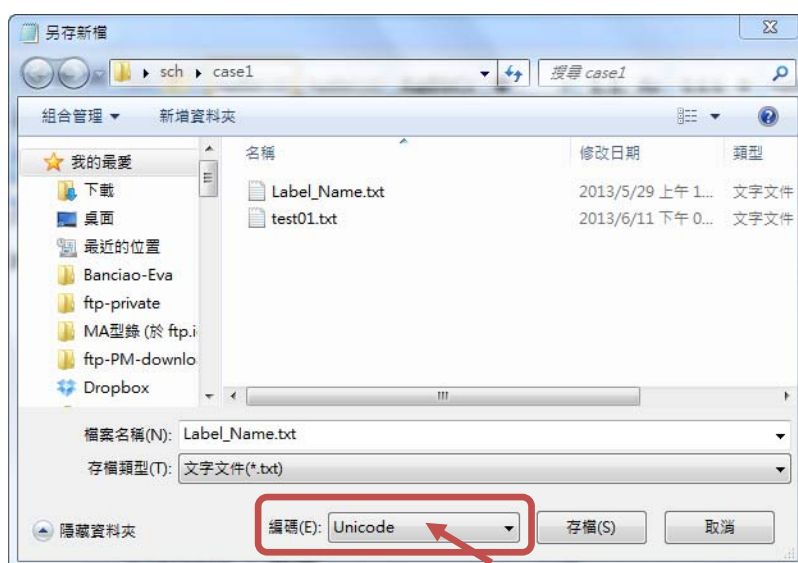 另存新檔
sch ▸ case1
搜尋 case1
組合管理 ▼ 新增資料夾
我的最愛
下載
桌面
最近的位置
Banciao-Eva
ftp-private
MA型錄 (於 ftp.i
ftp-PM-downlo
Dropbox
名稱 修改日期 類型
Label_Name.txt 2013/5/29 上午 1... 文字文件
test01.txt 2013/6/11 下午 0... 文字文件
檔案名稱(N): Label_Name.txt
存檔類型(T): 文字文件(*.txt)
隱藏資料夾 編碼(E): Unicode 存檔(S) 取消